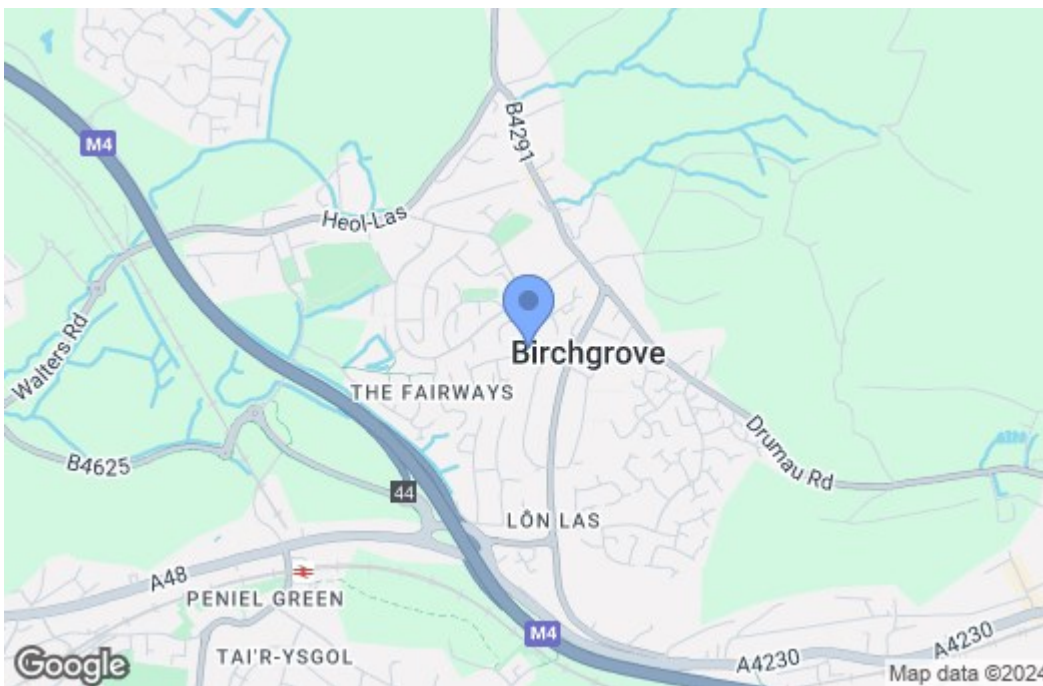 M4
B4291
Heol-Las
Walters Rd
Birchgrove
THE FAIRWAYS
Drumau Rd
B4625
44
LÔN LAS
A48
PENIEL GREEN
M4
TAI'R-YSGOL
A4230
A4230
Google
Map data ©2024